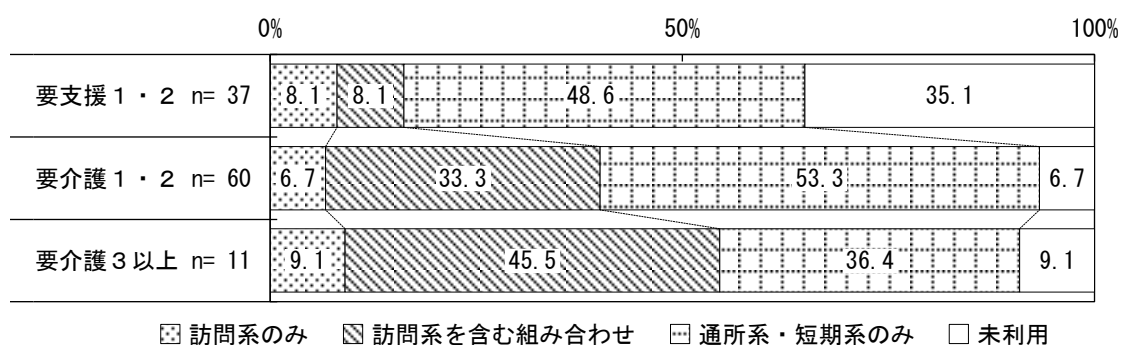 0% 50% 100%
要支援１・２ n= 37 8.1 8.1 48.6 35.1
要介護１・２ n= 60 6.7 33.3 53.3 6.7
要介護３以上 n= 11 9.1 45.5 36.4 9.1
訪問系のみ 訪問系を含む組み合わせ 通所系・短期系のみ 未利用